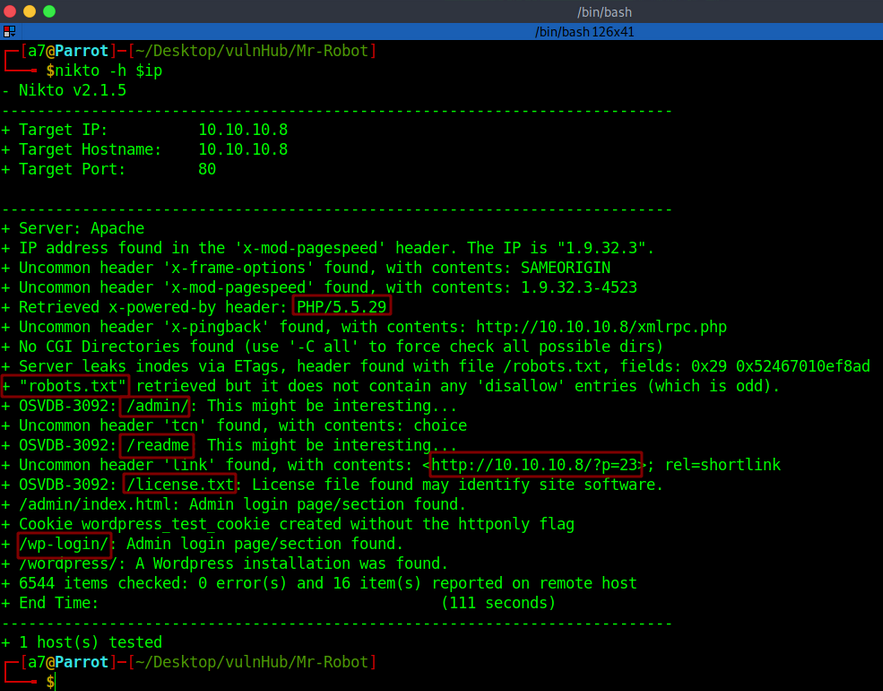 /bin/bash
/bin/bash 126x41
[a7@Parrot]-[~/Desktop/vulnHub/Mr-Robot]
$nikto -h $ip
- Nikto v2.1.5
---------------------------------------------------------------------------
+ Target IP: 10.10.10.8
+ Target Hostname: 10.10.10.8
+ Target Port: 80
---------------------------------------------------------------------------
+ Server: Apache
+ IP address found in the 'x-mod-pagespeed' header. The IP is "1.9.32.3".
+ Uncommon header 'x-frame-options' found, with contents: SAMEORIGIN
+ Uncommon header 'x-mod-pagespeed' found, with contents: 1.9.32.3-4523
+ Retrieved x-powered-by header: PHP/5.5.29
+ Uncommon header 'x-pingback' found, with contents: http://10.10.10.8/xmlrpc.php
+ No CGI Directories found (use '-C all' to force check all possible dirs)
+ Server leaks inodes via ETags, header found with file /robots.txt, fields: 0x29 0x52467010ef8ad
+ "robots.txt" retrieved but it does not contain any 'disallow' entries (which is odd).
+ OSVDB-3092: /admin/: This might be interesting...
+ Uncommon header 'tcn' found, with contents: choice
+ OSVDB-3092: /readme This might be interesting...
+ Uncommon header 'link' found, with contents: <http://10.10.10.8/?p=23>; rel=shortlink
+ OSVDB-3092: /license.txt: License file found may identify site software.
+ /admin/index.html: Admin login page/section found.
+ Cookie wordpress_test_cookie created without the httponly flag
+ /wp-login/: Admin login page/section found.
+ /wordpress/: A Wordpress installation was found.
+ 6544 items checked: 0 error(s) and 16 item(s) reported on remote host
+ End Time: (111 seconds)
---------------------------------------------------------------------------
+ 1 host(s) tested
[a7@Parrot]-[~/Desktop/vulnHub/Mr-Robot]
$